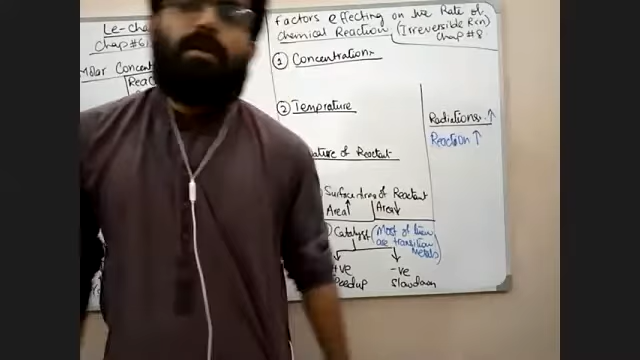 Le-cha
chap #6
Molar Concent
Reac
Factors effecting on the Rate of
chemical Reaction (Irreversible Rxn)
chap #8
① Concentration
② Temprature
ature of Reactant
Surface Area of Reactant
Area↑ Area↓
Catalyst (Most of them
are transition
metals)
+ve -ve
peedup Slowdown
Radiations ↑
Reaction ↑